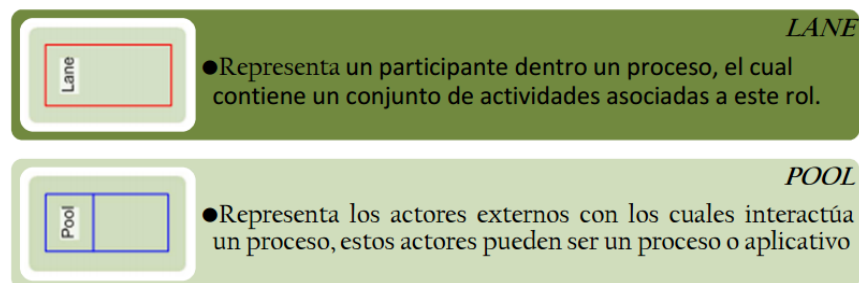 LANE
Lane
●Representa un participante dentro un proceso, el cual
contiene un conjunto de actividades asociadas a este rol.
POOL
Pool
●Representa los actores externos con los cuales interactúa
un proceso, estos actores pueden ser un proceso o aplicativo